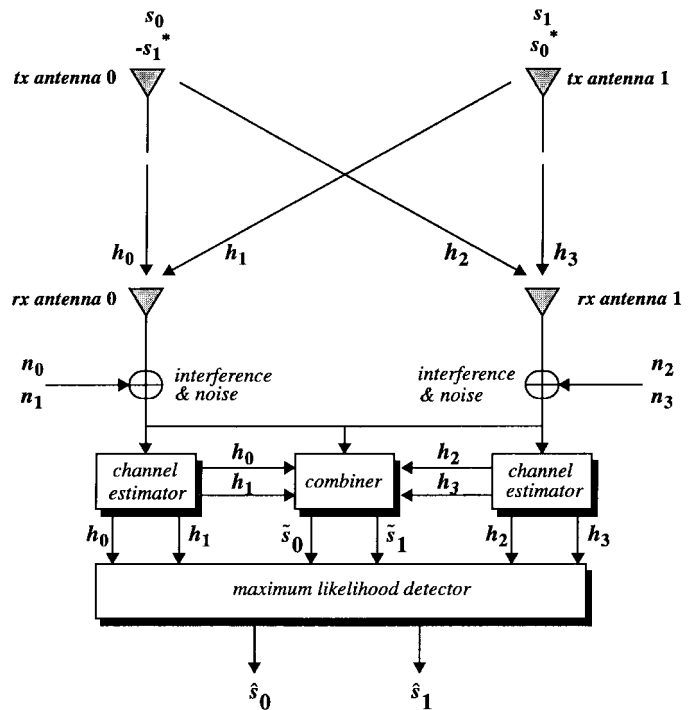 s0 s1
-s1* s0*
tx antenna 0 tx antenna 1
h0 h1 h2 h3
rx antenna 0 rx antenna 1
n0 interference interference n2
n1 & noise & noise n3
h0 h2
channel estimator combiner channel estimator
h1 h3
h0 h1 s̃0 s̃1 h2 h3
maximum likelihood detector
ŝ0 ŝ1